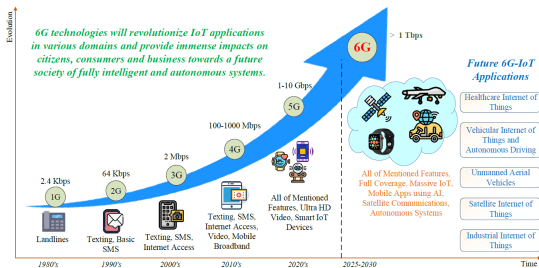 Evolution
6G technologies will revolutionize IoT applications
in various domains and provide immense impacts on
citizens, consumers and business towards a future
society of fully intelligent and autonomous systems.
6G
> 1 Tbps
1-10 Gbps
5G
100-1000 Mbps
4G
2 Mbps
3G
64 Kbps
2G
2.4 Kbps
1G
Landlines
Texting, Basic
SMS
Texting, SMS,
Internet Access
Texting, SMS,
Internet Access,
Video, Mobile
Broadband
All of Mentioned
Features, Ultra HD
Video, Smart IoT
Devices
All of Mentioned Features,
Full Coverage, Massive IoT,
Mobile Apps using AI,
Satellite Communications,
Autonomous Systems
Future 6G-IoT
Applications
Healthcare Internet of
Things
Vehicular Internet of
Things and
Autonomous Driving
Unmanned Aerial
Vehicles
Satellite Internet of
Things
Industrial Internet of
Things
1980's
1990's
2000's
2010's
2020's
2025-2030
Time